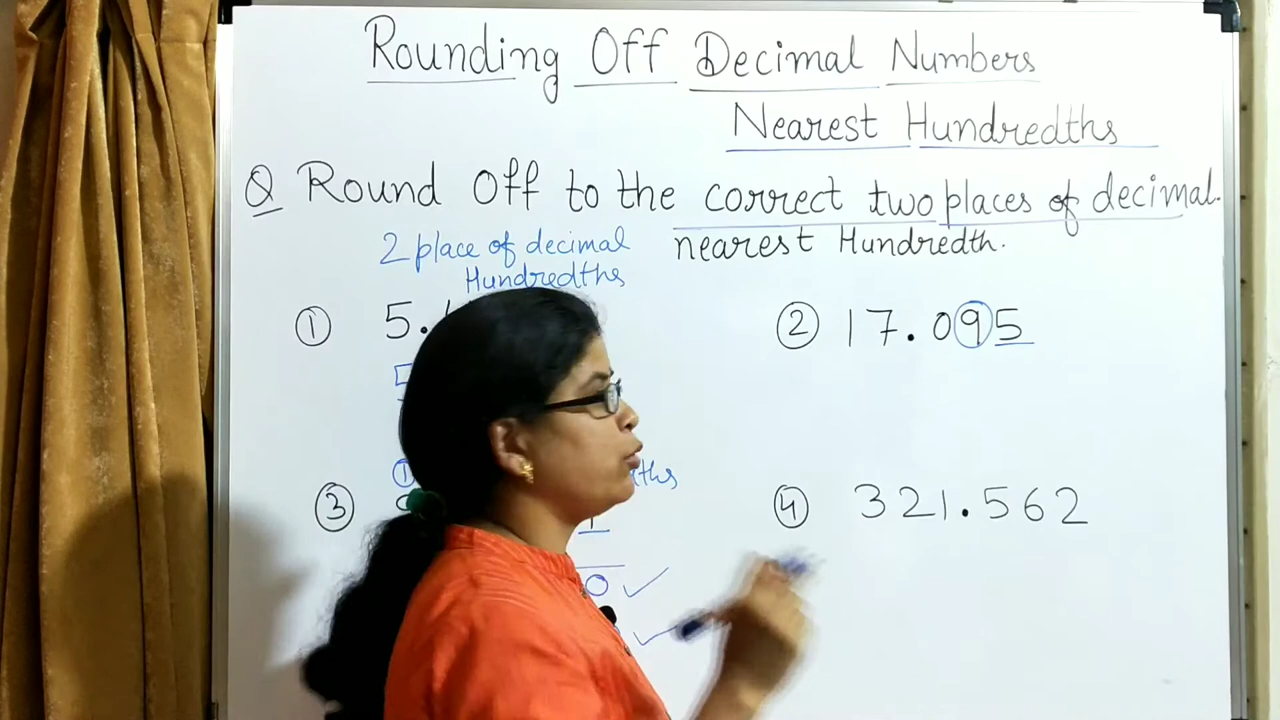 Rounding Off Decimal Numbers
Nearest Hundredths
Q Round Off to the correct two places of decimal.
nearest Hundredth.
2 place of decimal
Hundredths
① 5.
② 17.095
③
④ 321.562